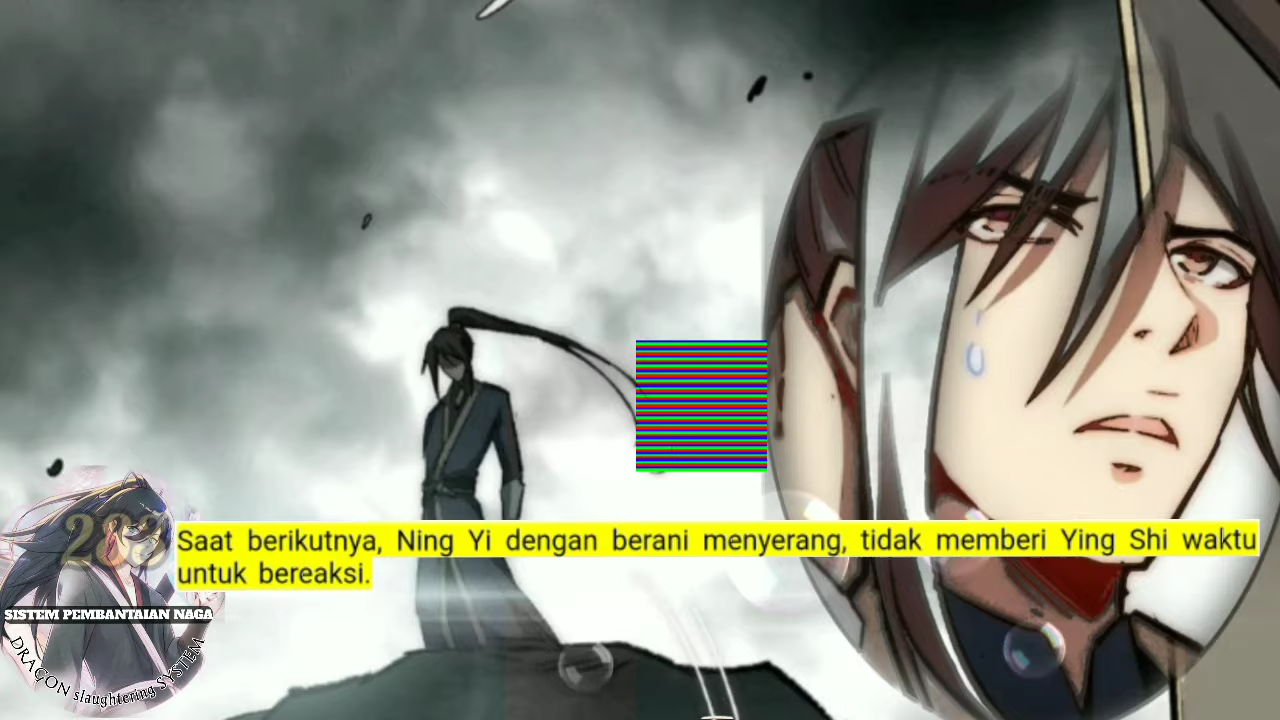 Saat berikutnya, Ning Yi dengan berani menyerang, tidak memberi Ying Shi waktu
untuk bereaksi.
SISTEM PEMBANTAIAN NAGA
DRAGON slaughtering SYSTEM